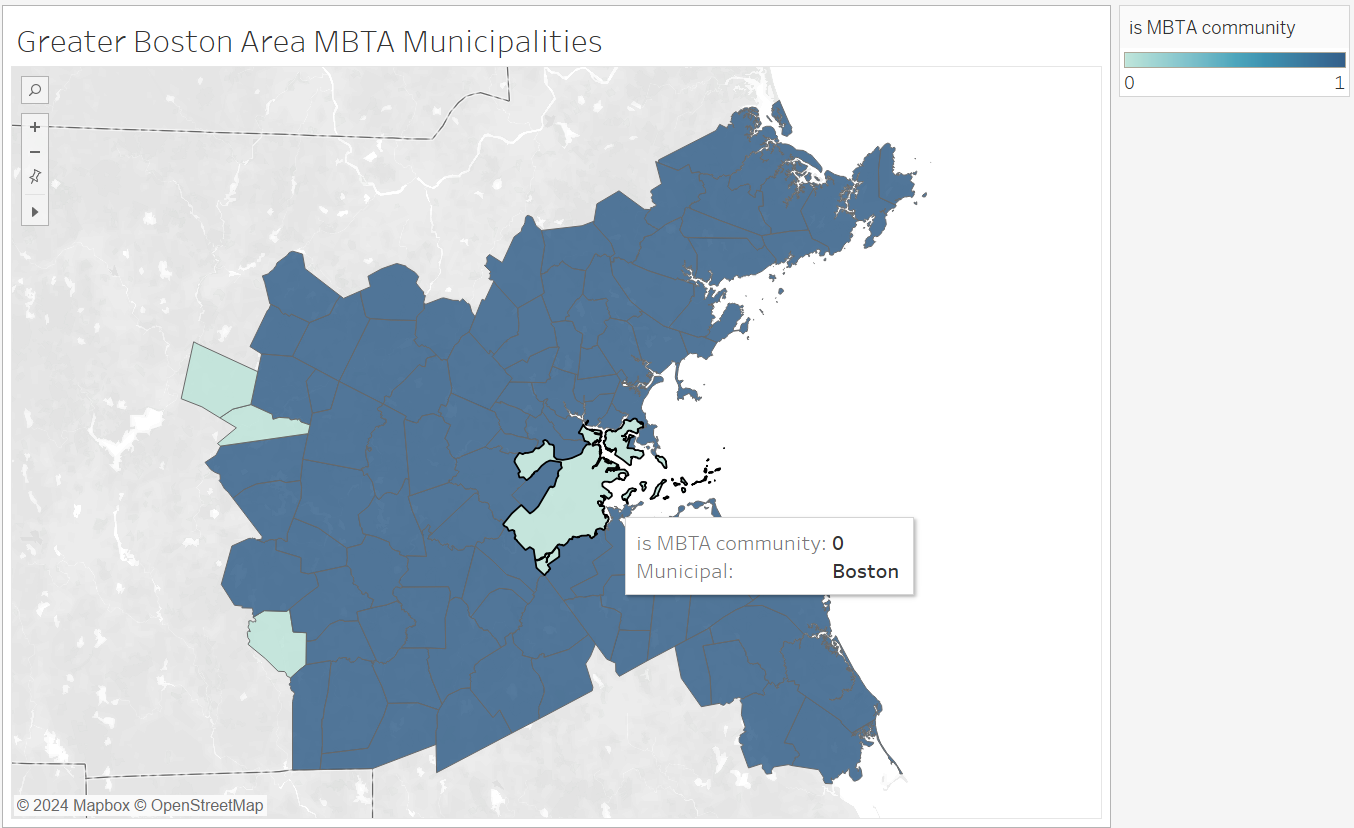 Greater Boston Area MBTA Municipalities
is MBTA community
0 1
is MBTA community: 0
Municipal: Boston
© 2024 Mapbox © OpenStreetMap